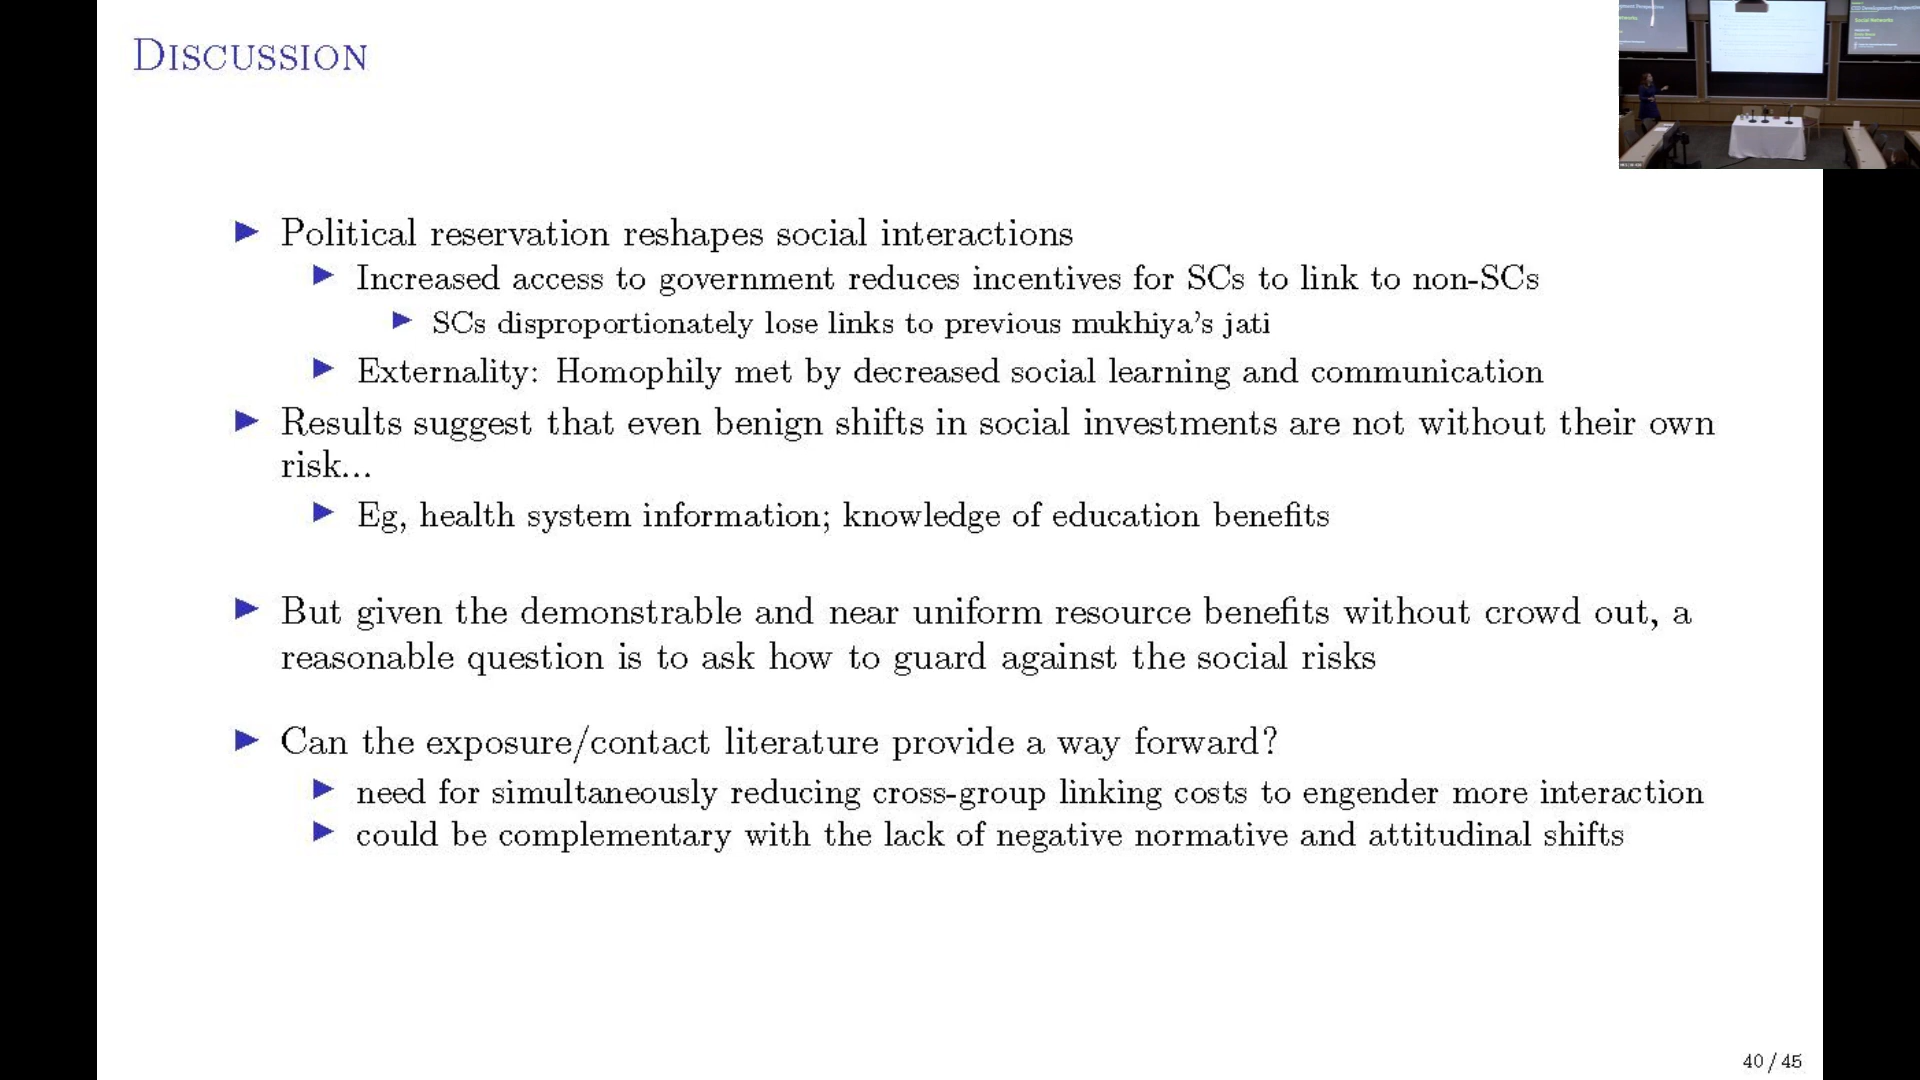 DISCUSSION
Political reservation reshapes social interactions
Increased access to government reduces incentives for SCs to link to non-SCs
SCs disproportionately lose links to previous mukhiya's jati
Externality: Homophily met by decreased social learning and communication
Results suggest that even benign shifts in social investments are not without their own
risk...
Eg, health system information; knowledge of education benefits
But given the demonstrable and near uniform resource benefits without crowd out, a
reasonable question is to ask how to guard against the social risks
Can the exposure/contact literature provide a way forward?
need for simultaneously reducing cross-group linking costs to engender more interaction
could be complementary with the lack of negative normative and attitudinal shifts
40 / 45
Social Networks